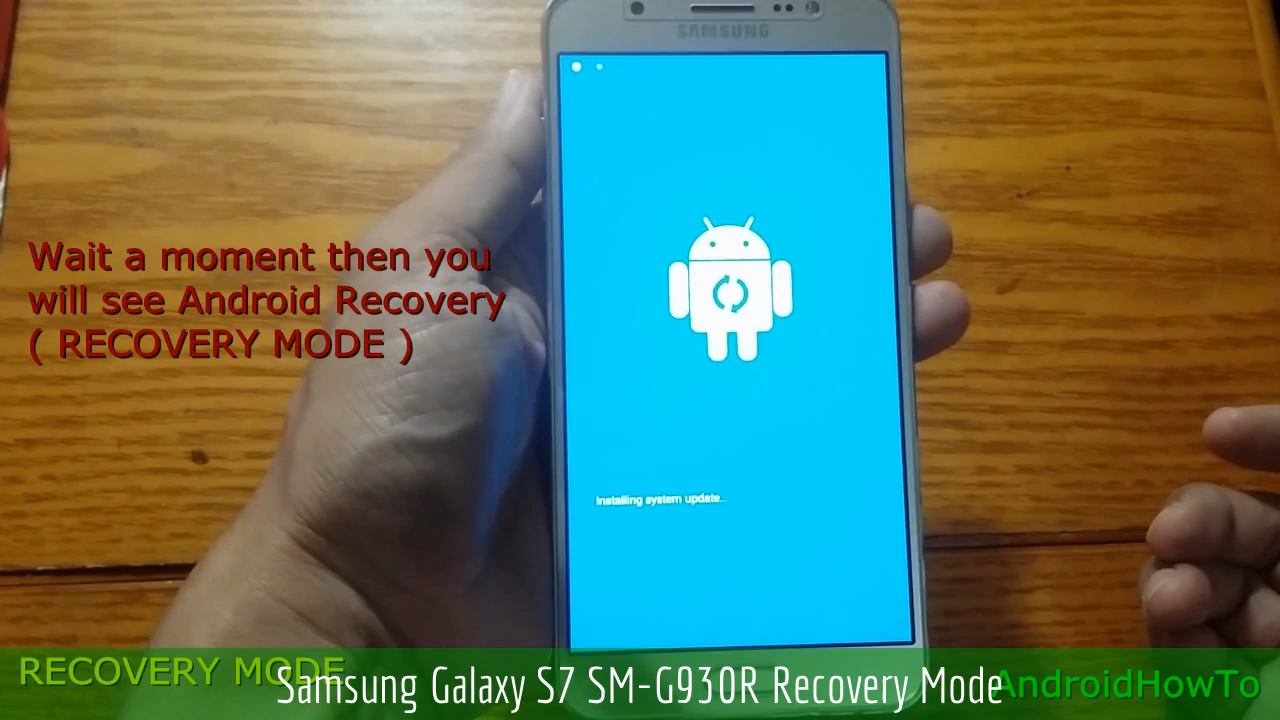 SAMSUNG
Wait a moment then you
will see Android Recovery
( RECOVERY MODE )
Installing system update...
RECOVERY MODE
Samsung Galaxy S7 SM-G930R Recovery Mode
AndroidHowTo